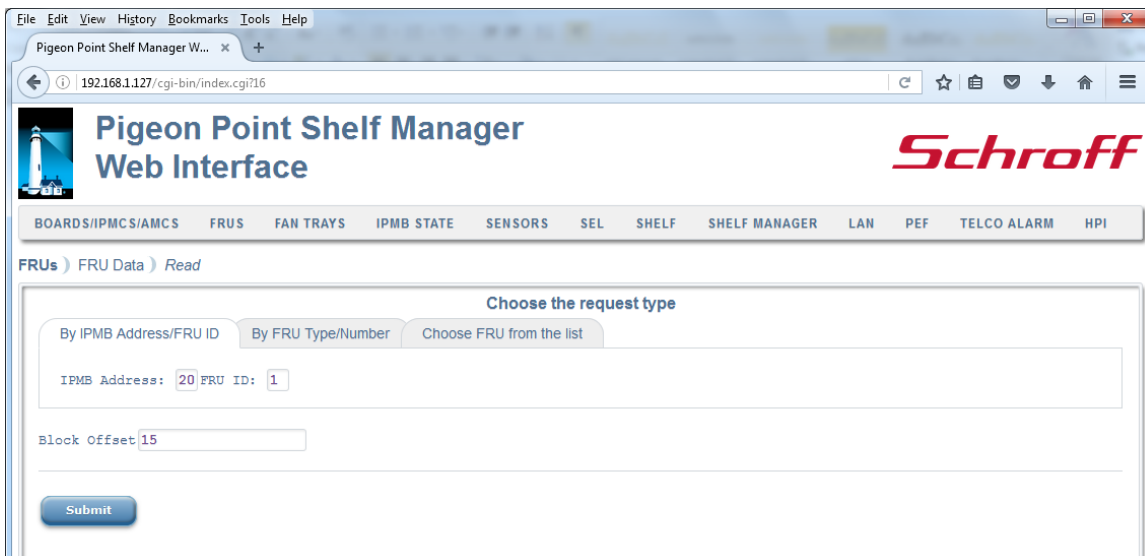 File Edit View History Bookmarks Tools Help
Pigeon Point Shelf Manager W... × +
192.168.1.127/cgi-bin/index.cgi?16
Pigeon Point Shelf Manager
Web Interface
Schroff
BOARDS/IPMCS/AMCS FRUS FAN TRAYS IPMB STATE SENSORS SEL SHELF SHELF MANAGER LAN PEF TELCO ALARM HPI
FRUs ) FRU Data ) Read
Choose the request type
By IPMB Address/FRU ID By FRU Type/Number Choose FRU from the list
IPMB Address: 20 FRU ID: 1
Block Offset 15
Submit